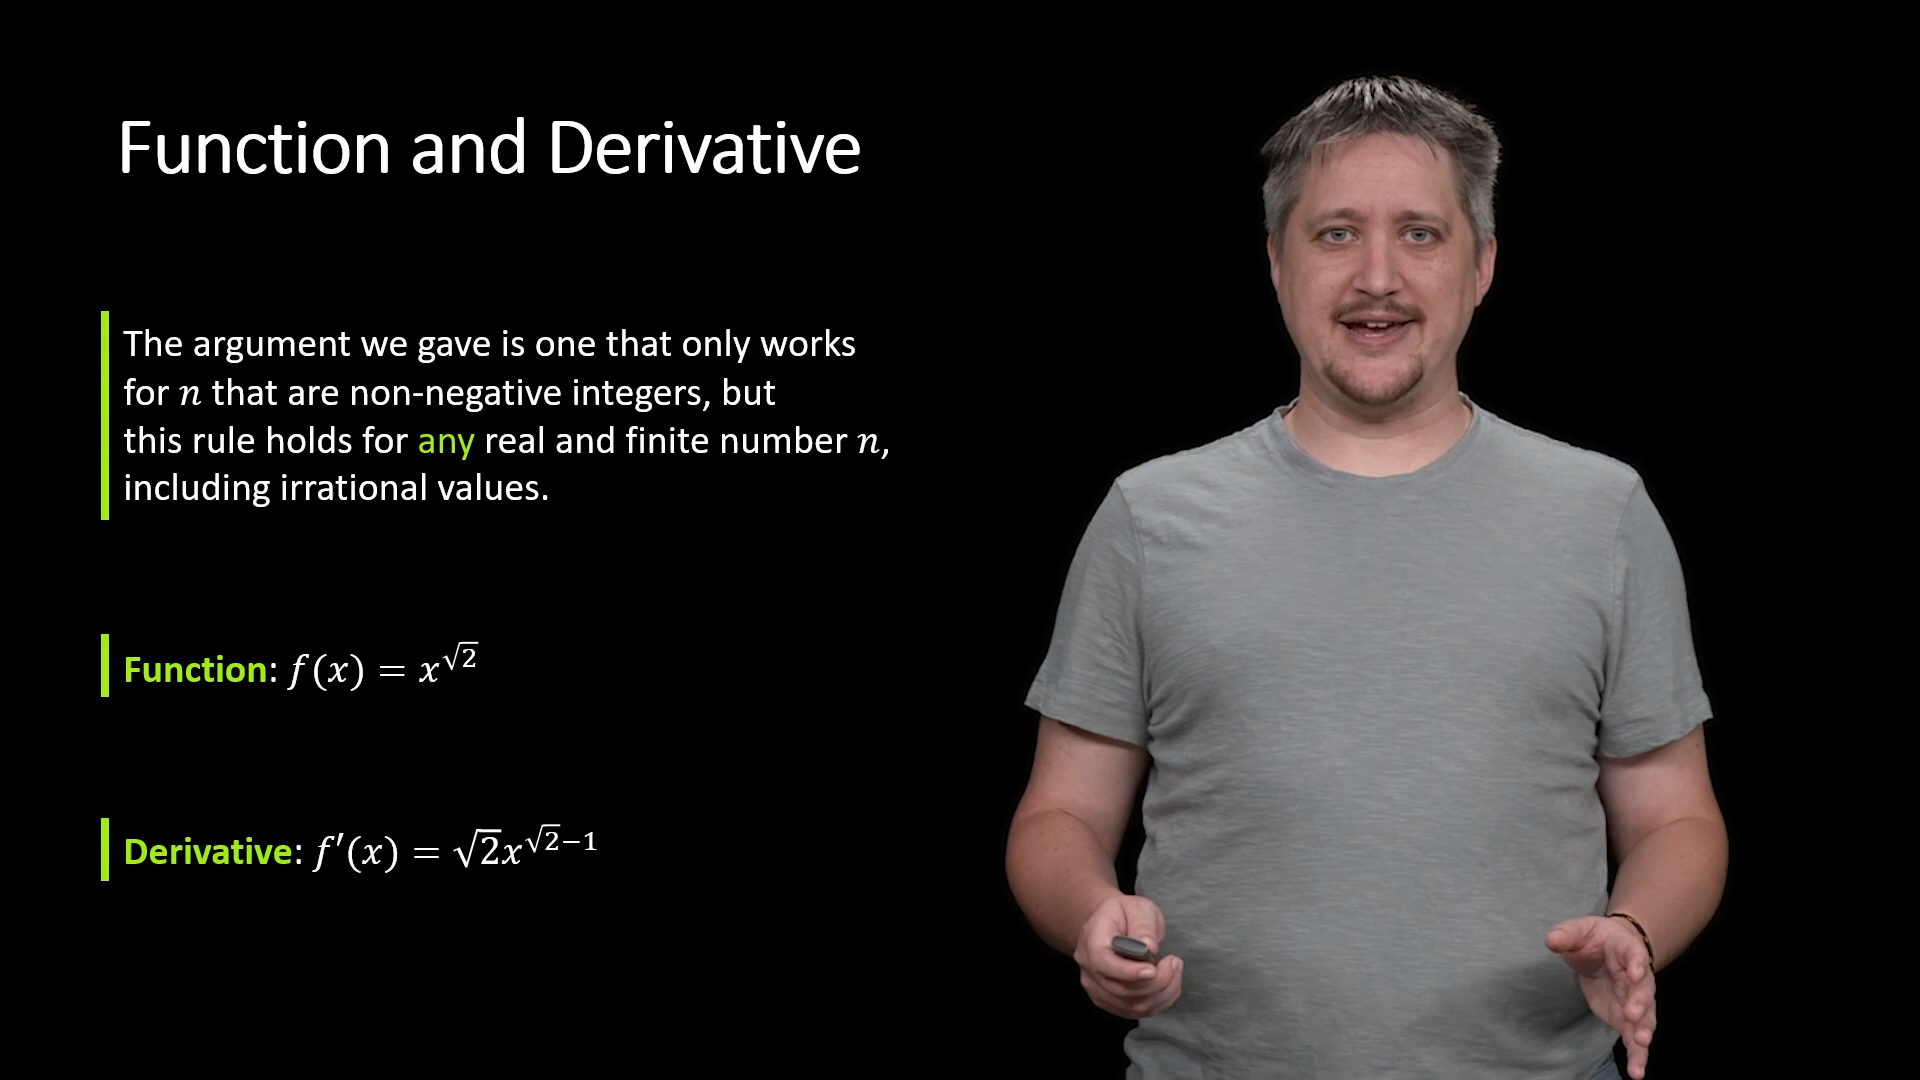 Function and Derivative
The argument we gave is one that only works
for n that are non-negative integers, but
this rule holds for any real and finite number n,
including irrational values.
Function: f(x) = x^√2
Derivative: f′(x) = √2x^√2−1